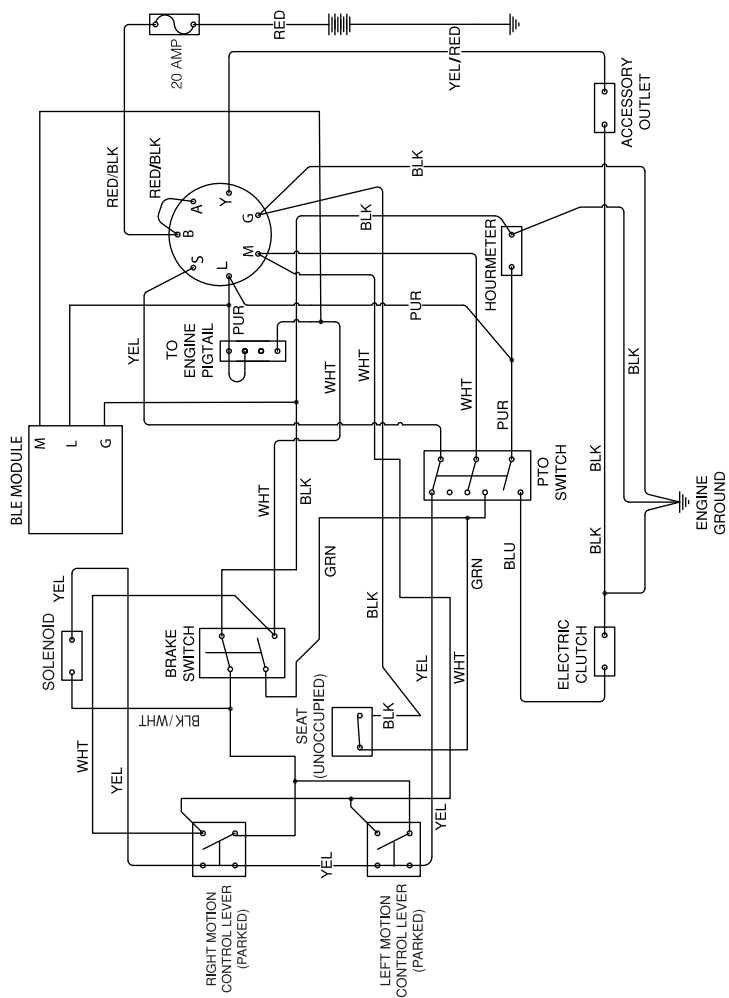 RED
20 AMP
YEL/RED
ACCESSORY
OUTLET
RED/BLK
RED/BLK
A
B
Y
G
S
L
M
BLK
BLK
HOURMETER
PUR
PUR
TO
ENGINE
PIGTAIL
YEL
WHT
WHT
WHT
PUR
BLK
BLE MODULE
M
L
G
PTO
SWITCH
BLK
ENGINE
GROUND
WHT
BLK
GRN
GRN
BLU
BLK
YEL
SOLENOID
BRAKE
SWITCH
BLK
ELECTRIC
CLUTCH
YEL
WHT
BLK/WHT
SEAT
(UNOCCUPIED)
BLK
WHT
YEL
YEL
YEL
RIGHT MOTION
CONTROL LEVER
(PARKED)
LEFT MOTION
CONTROL LEVER
(PARKED)